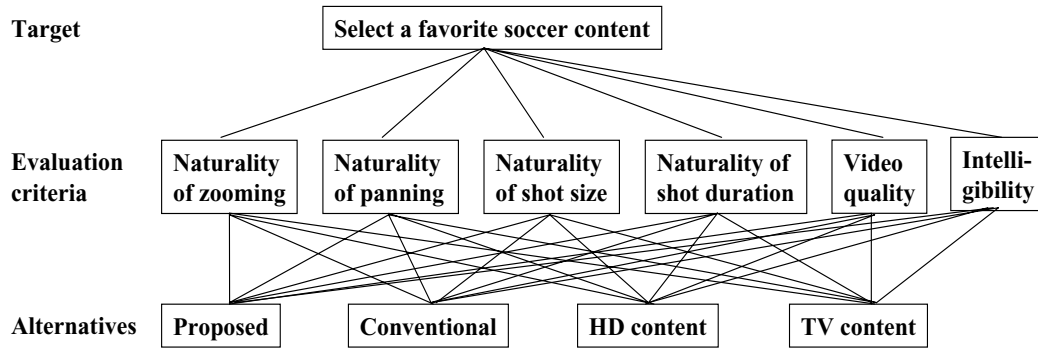 Target
Select a favorite soccer content
Evaluation
criteria
Naturality
of zooming
Naturality
of panning
Naturality
of shot size
Naturality of
shot duration
Video
quality
Intelli-
gibility
Alternatives
Proposed
Conventional
HD content
TV content